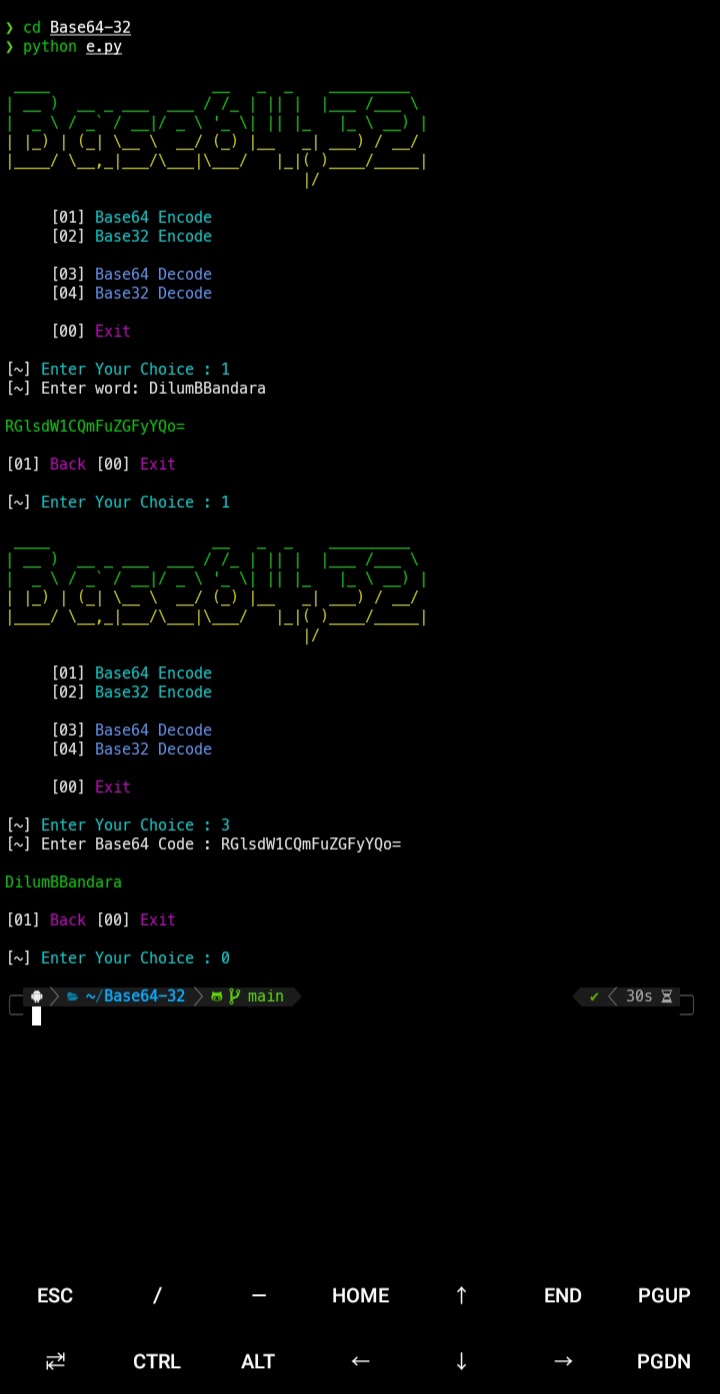 ❯ cd Base64-32
❯ python e.py
Base64,32
[01] Base64 Encode
[02] Base32 Encode
[03] Base64 Decode
[04] Base32 Decode
[00] Exit
[~] Enter Your Choice : 1
[~] Enter word: DilumBBandara
RGlsdW1CQmFuZGFyYQo=
[01] Back [00] Exit
[~] Enter Your Choice : 1
Base64,32
[01] Base64 Encode
[02] Base32 Encode
[03] Base64 Decode
[04] Base32 Decode
[00] Exit
[~] Enter Your Choice : 3
[~] Enter Base64 Code : RGlsdW1CQmFuZGFyYQo=
DilumBBandara
[01] Back [00] Exit
[~] Enter Your Choice : 0
~/Base64-32 main ✔ 30s
ESC / — HOME ↑ END PGUP
⇄ CTRL ALT ← ↓ → PGDN